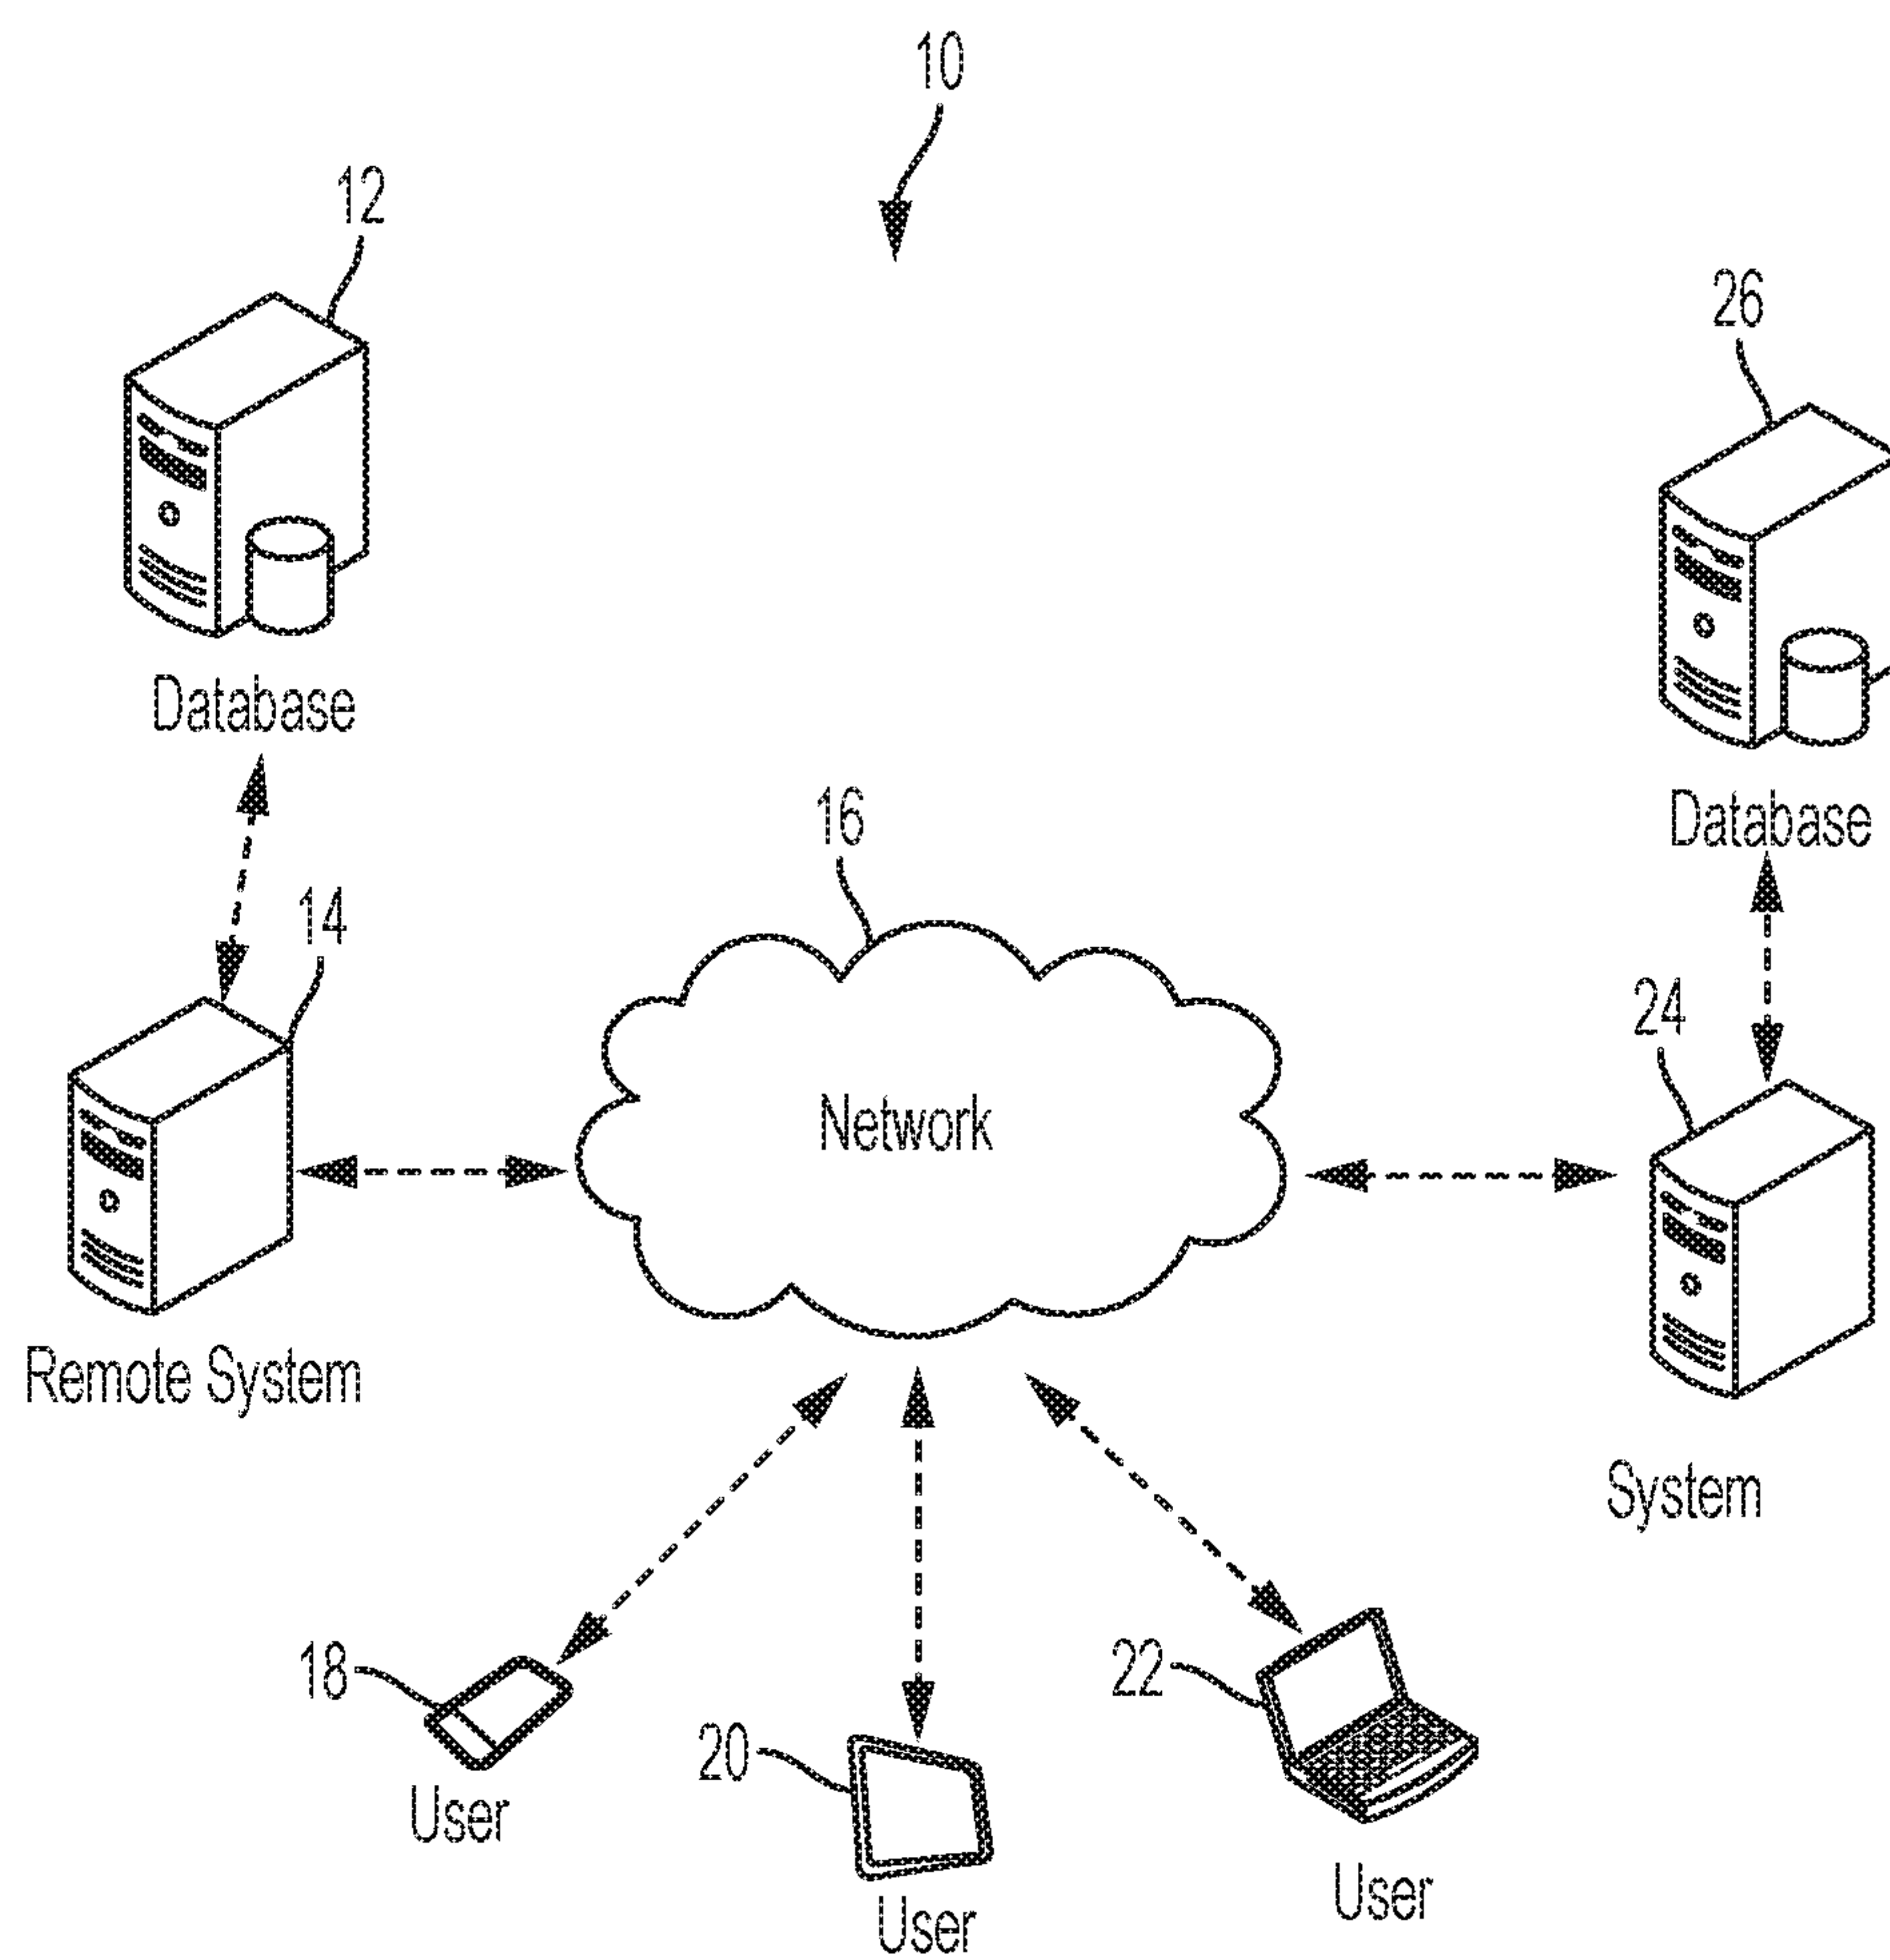 10
12
26
Database
Database
16
14
24
Network
Remote System
System
18
22
20
User
User
User